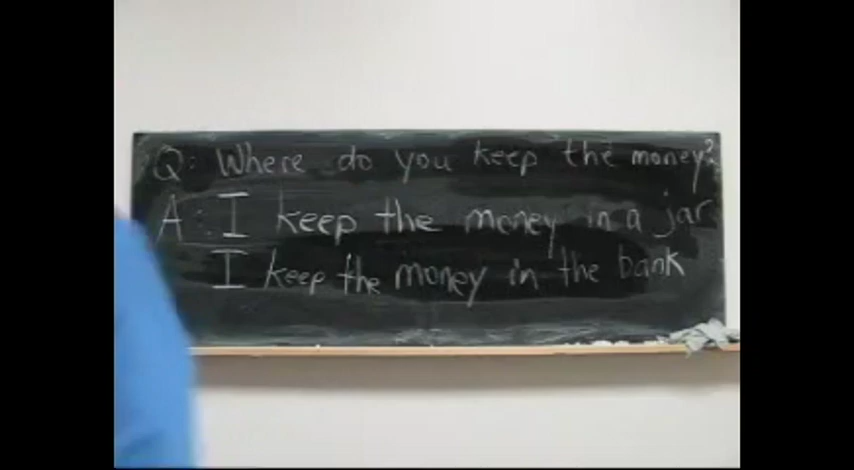 Q: Where do you keep the money?
A: I keep the money in a jar
I keep the money in the bank